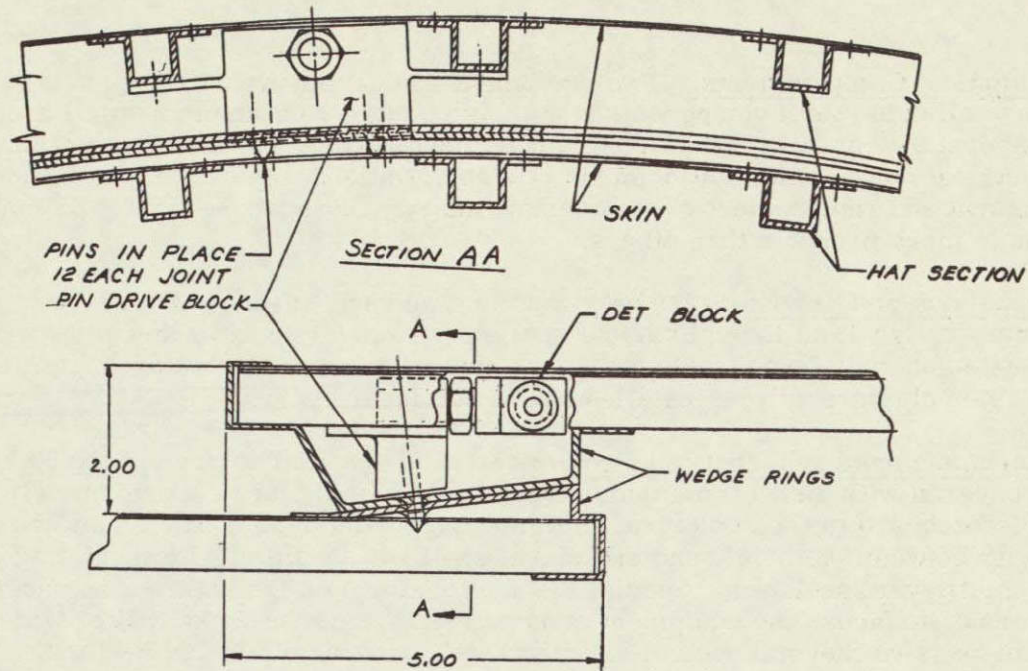 SKIN
PINS IN PLACE
12 EACH JOINT
PIN DRIVE BLOCK
SECTION AA
HAT SECTION
A
DET BLOCK
2.00
WEDGE RINGS
A
5.00